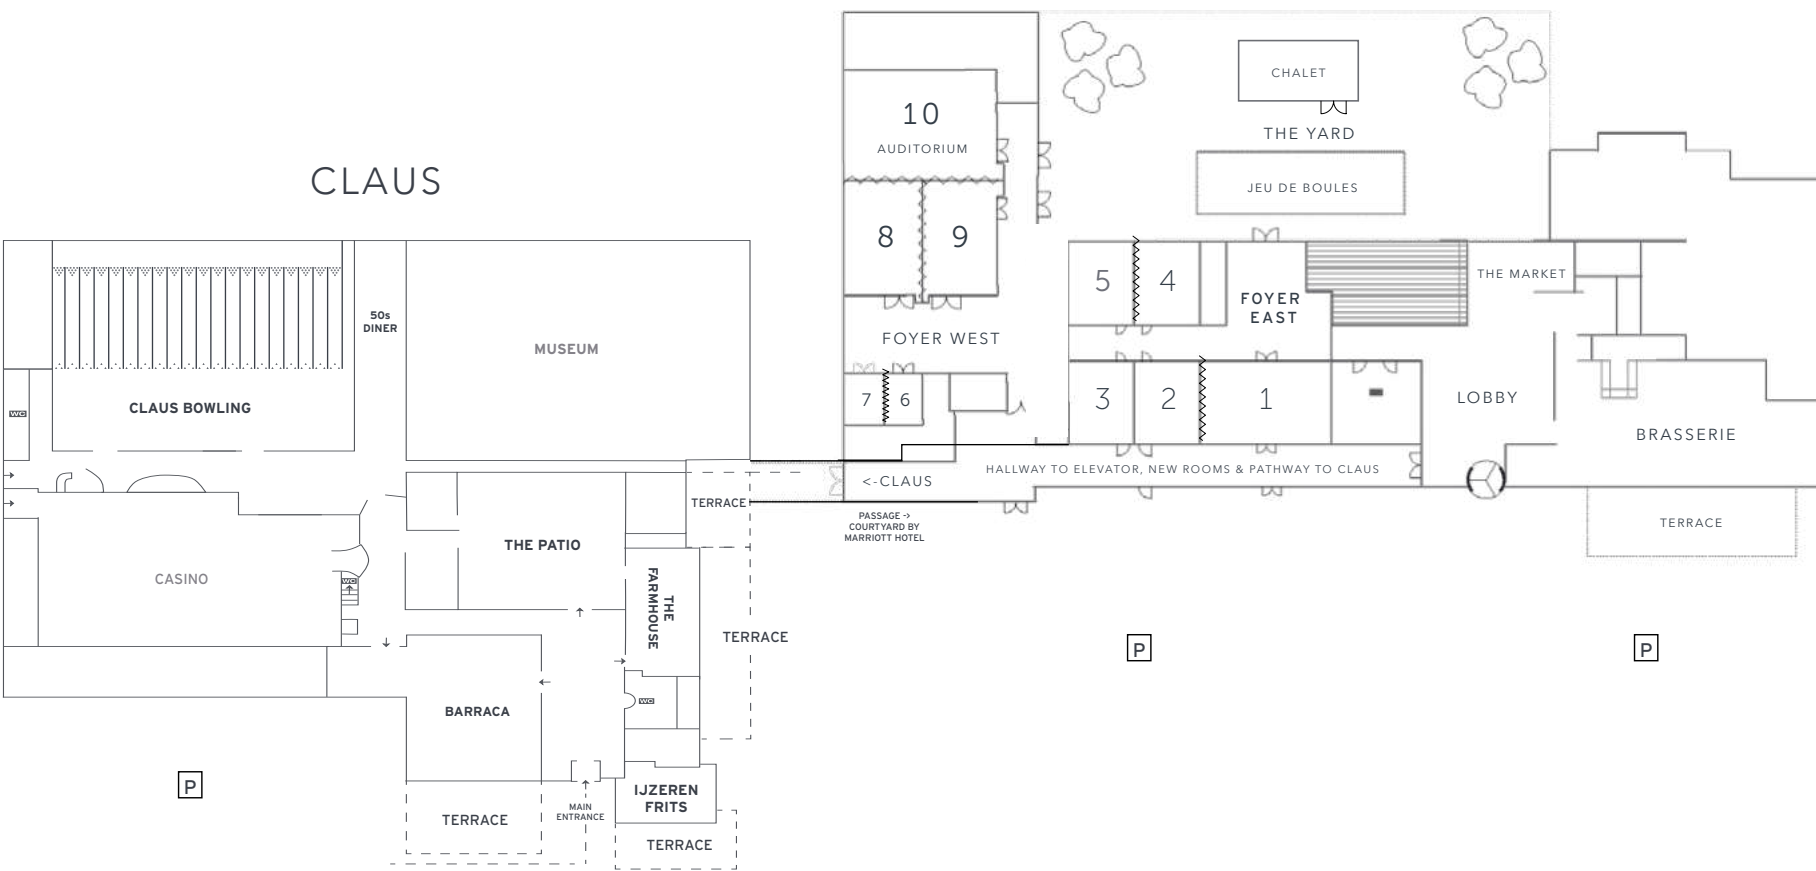 CLAUS
50s
DINER
MUSEUM
CLAUS BOWLING
WC
CASINO
WC
THE PATIO
TERRACE
THE
FARMHOUSE
TERRACE
BARRACA
WC
IJZEREN
FRITS
MAIN
ENTRANCE
TERRACE
TERRACE
P
10
AUDITORIUM
8
9
FOYER WEST
7
6
<-CLAUS
PASSAGE ->
COURTYARD BY
MARRIOTT HOTEL
CHALET
THE YARD
JEU DE BOULES
5
4
FOYER
EAST
THE MARKET
3
2
1
LOBBY
BRASSERIE
HALLWAY TO ELEVATOR, NEW ROOMS & PATHWAY TO CLAUS
TERRACE
P
P